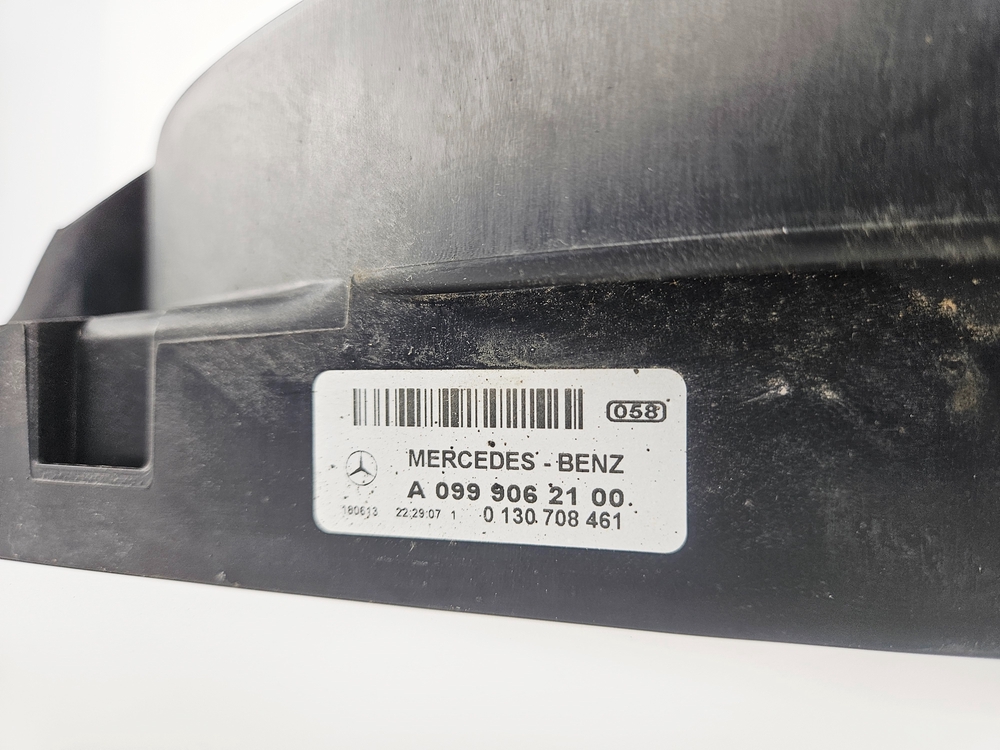 058
MERCEDES - BENZ
A 099 906 21 00
180613 22:29:07 1 0 130 708 461